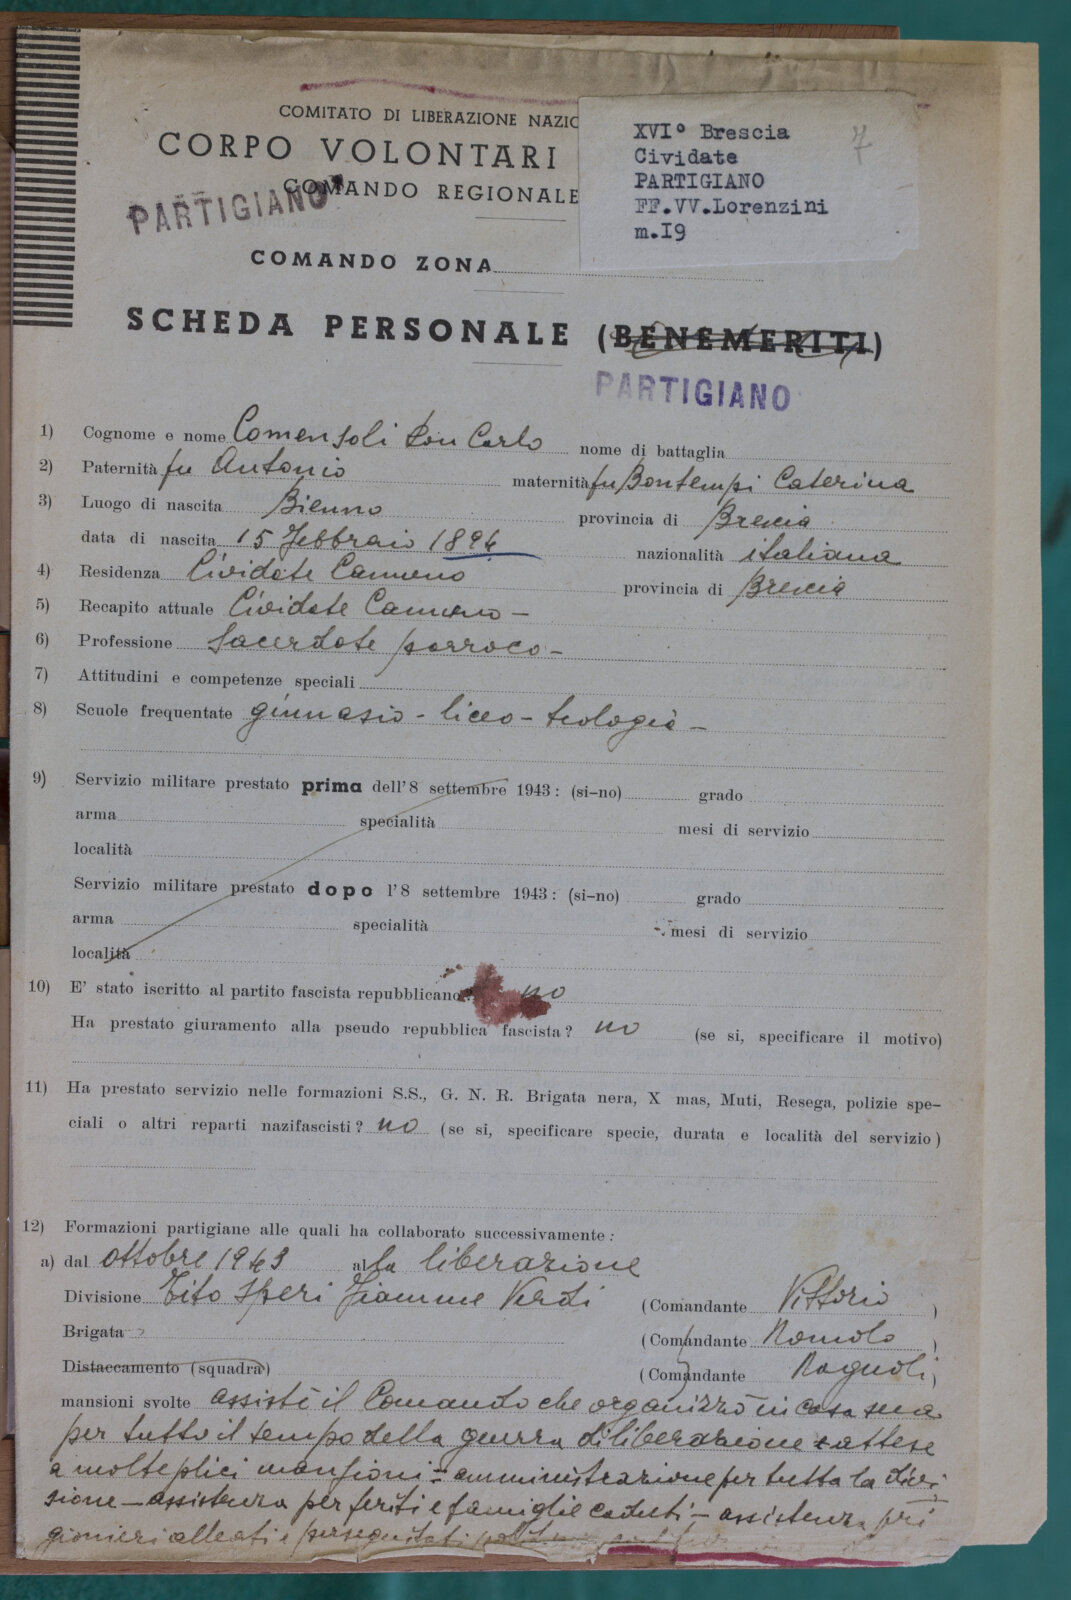 COMITATO DI LIBERAZIONE NAZIO
CORPO VOLONTARI
COMANDO REGIONALE
PARTIGIANO
XVI° Brescia
Cividate
PARTIGIANO
FF.VV.Lorenzini
m.I9
7
COMANDO ZONA
SCHEDA PERSONALE (BENEMERITI)
PARTIGIANO
1) Cognome e nome Comensoli Don Carlo nome di battaglia
2) Paternità fu Antonio maternità fu Bontempi Caterina
3) Luogo di nascita Bienno provincia di Brescia
data di nascita 15 Febbraio 1894 nazionalità italiana
4) Residenza Cividate Camuno provincia di Brescia
5) Recapito attuale Cividate Camuno -
6) Professione Sacerdote parroco -
7) Attitudini e competenze speciali
8) Scuole frequentate ginnasio - liceo - teologia -
9) Servizio militare prestato prima dell'8 settembre 1943: (si-no) grado
arma specialità mesi di servizio
località
Servizio militare prestato dopo l'8 settembre 1943: (si-no) grado
arma specialità mesi di servizio
località
10) E' stato iscritto al partito fascista repubblicano? no
Ha prestato giuramento alla pseudo repubblica fascista? no (se si, specificare il motivo)
11) Ha prestato servizio nelle formazioni S.S., G. N. R. Brigata nera, X mas, Muti, Resega, polizie spe-
ciali o altri reparti nazifascisti? no (se si, specificare specie, durata e località del servizio)
12) Formazioni partigiane alle quali ha collaborato successivamente:
a) dal ottobre 1943 al la liberazione
Divisione Tito Speri Fiamme Verdi (Comandante Vittorio )
Brigata (Comandante Romolo )
Distaccamento (squadra) (Comandante Ragnoli )
mansioni svolte assistì il Comando che organizzò in casa sua
per tutto il tempo della guerra di liberazione e attese
a molteplici mansioni = amministrazione per tutta la divi
sione - assistenza per feriti e famiglie caduti - assistenza pri
gionieri alleati e perseguitati